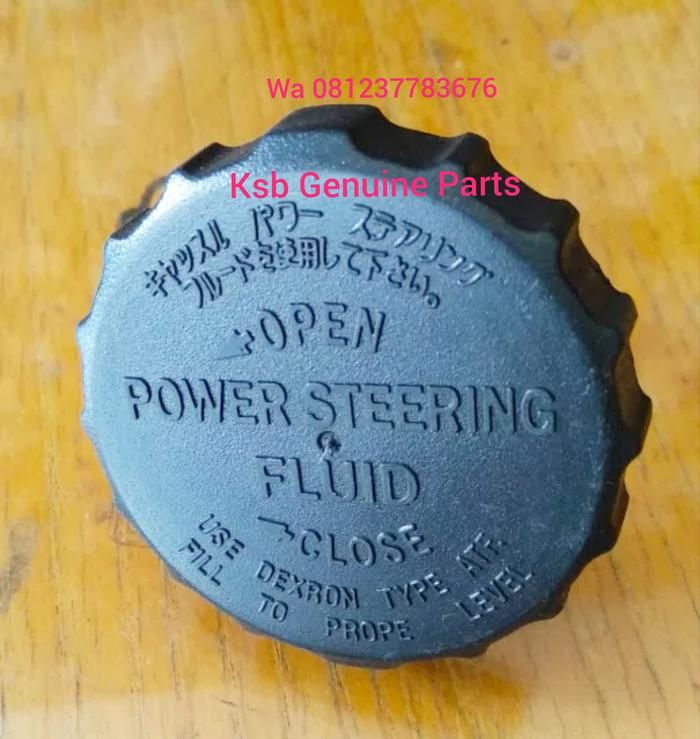 Wa 081237783676
Ksb Genuine Parts
キャッスル パワー ステアリング
フルードを使用して下さい。
OPEN
POWER STEERING
FLUID
CLOSE
USE DEXRON TYPE ATF
FILL TO PROPE LEVEL